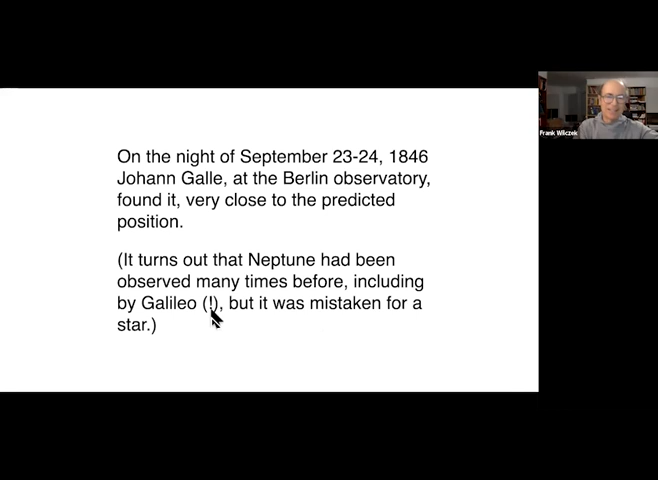 On the night of September 23-24, 1846
Johann Galle, at the Berlin observatory,
found it, very close to the predicted
position.
(It turns out that Neptune had been
observed many times before, including
by Galileo (!), but it was mistaken for a
star.)
Frank Wilczek